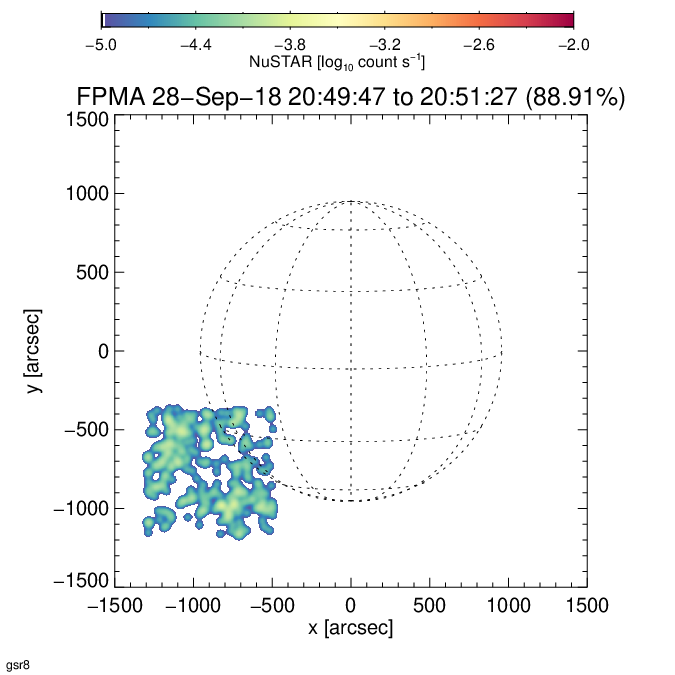 −5.0 −4.4 −3.8 −3.2 −2.6 −2.0
NuSTAR [log10 count s−1]
FPMA 28−Sep−18 20:49:47 to 20:51:27 (88.91%)
1500
1000
500
0
−500
−1000
−1500
y [arcsec]
−1500 −1000 −500 0 500 1000 1500
x [arcsec]
gsr8